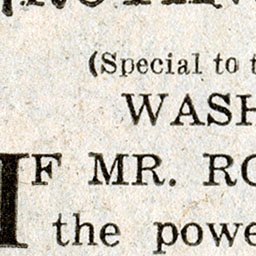 (Special to t
WASH
IF MR. RO
the powe